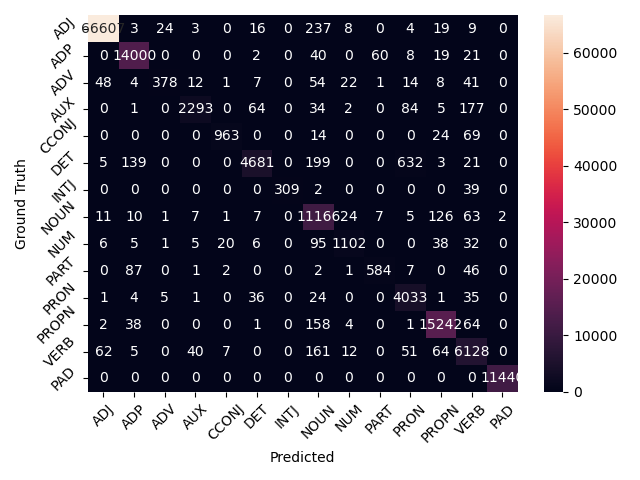 ADJ 66607 3 24 3 0 16 0 237 8 0 4 19 9 0
ADP 0 14000 0 0 0 2 0 40 0 60 8 19 21 0
ADV 48 4 378 12 1 7 0 54 22 1 14 8 41 0
AUX 0 1 0 2293 0 64 0 34 2 0 84 5 177 0
CCONJ 0 0 0 0 963 0 0 14 0 0 0 24 69 0
DET 5 139 0 0 0 4681 0 199 0 0 632 3 21 0
INTJ 0 0 0 0 0 0 309 2 0 0 0 0 39 0
NOUN 11 10 1 7 1 7 0 11166 24 7 5 126 63 2
NUM 6 5 1 5 20 6 0 95 1102 0 0 38 32 0
PART 0 87 0 1 2 0 0 2 1 584 7 0 46 0
PRON 1 4 5 1 0 36 0 24 0 0 4033 1 35 0
PROPN 2 38 0 0 0 1 0 158 4 0 1 15242 64 0
VERB 62 5 0 40 7 0 0 161 12 0 51 64 6128 0
PAD 0 0 0 0 0 0 0 0 0 0 0 0 0
ADJ ADP ADV AUX CCONJ DET INTJ NOUN NUM PART PRON PROPN VERB PAD
Predicted
Ground Truth
60000
50000
40000
30000
20000
10000
0